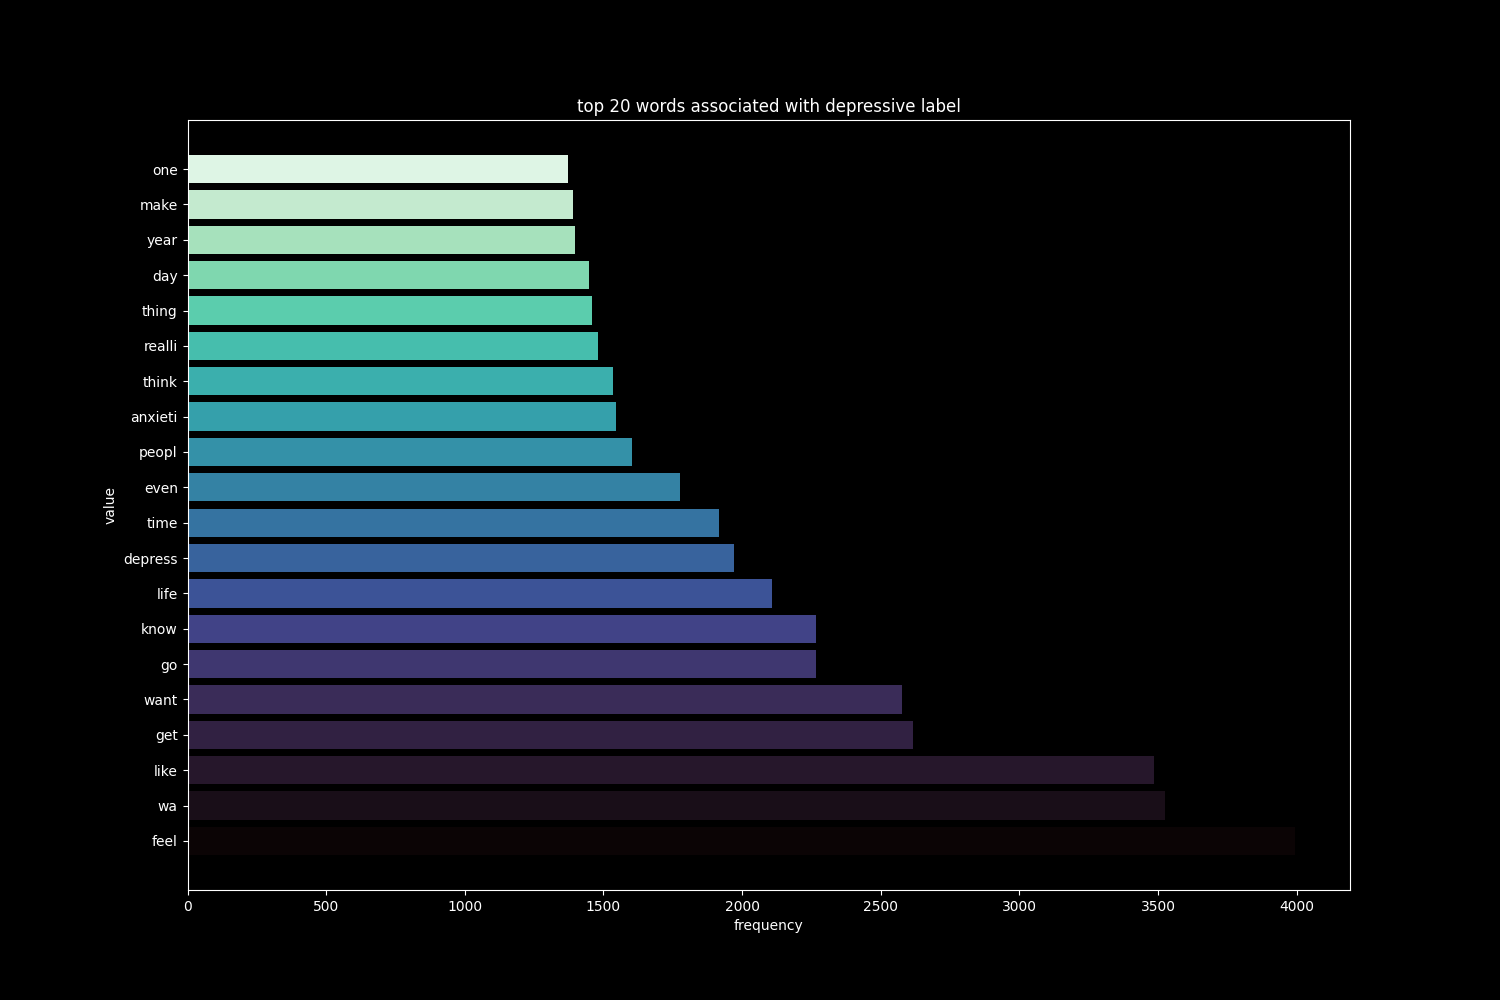 top 20 words associated with depressive label
one
make
year
day
thing
realli
think
anxieti
peopl
even
time
depress
life
know
go
want
get
like
wa
feel
value
0 500 1000 1500 2000 2500 3000 3500 4000
frequency